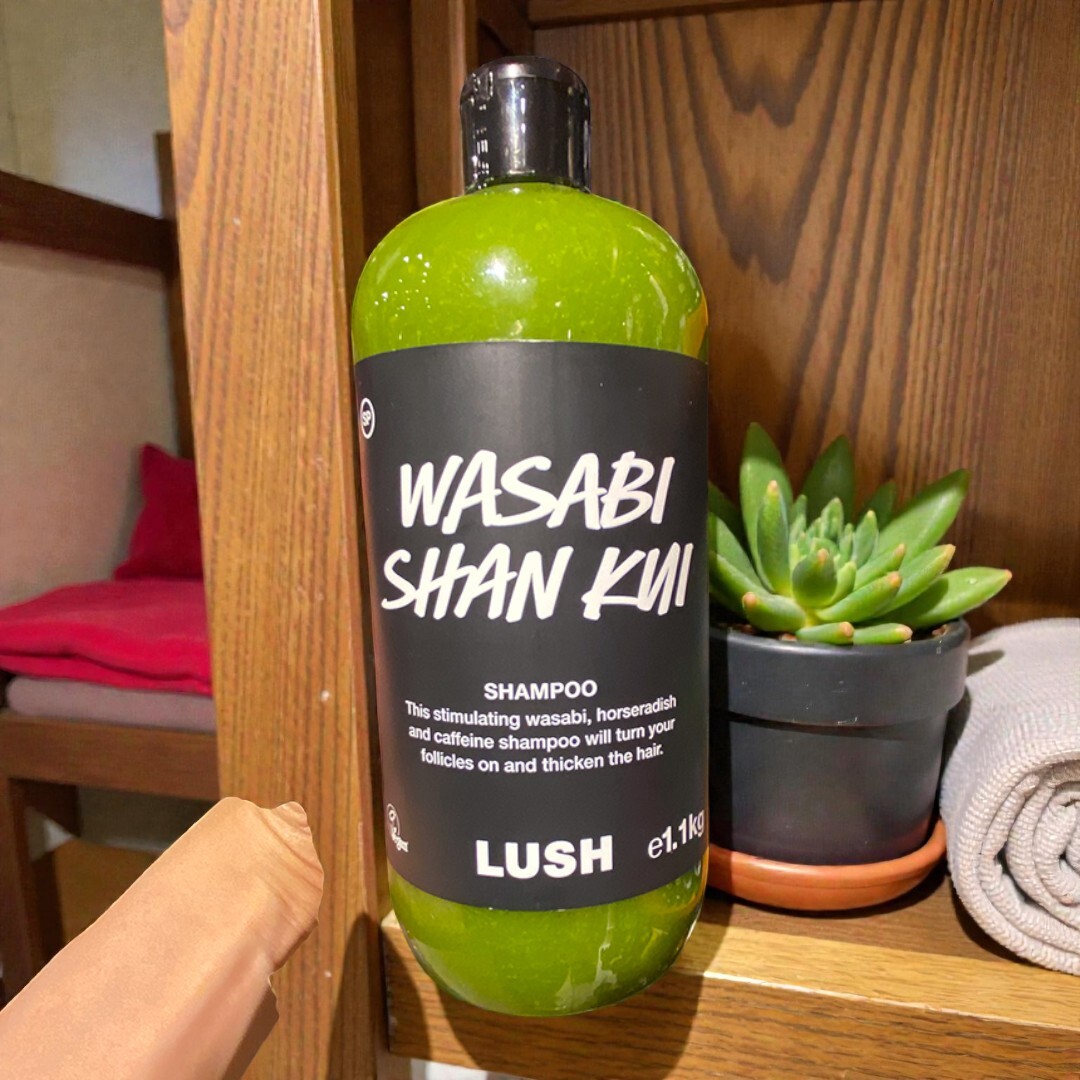 SP
WASABI
SHAN KUI
SHAMPOO
This stimulating wasabi, horseradish
and caffeine shampoo will turn your
follicles on and thicken the hair.
LUSH
e1.1kg